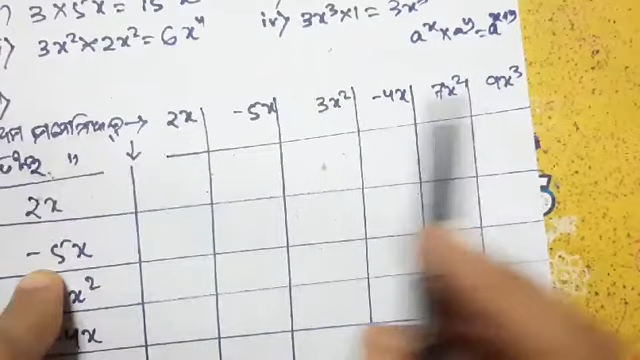 3×5x = 15x
iv) 3x³×1 = 3x³
3x²×2x² = 6x⁴
aˣ×aʸ=aˣ⁺ʸ
→ 2x -5x 3x² -4x 7x² 9x³
ଦ୍ୱିତୀୟ " ↓
2x
-5x
x²
4x